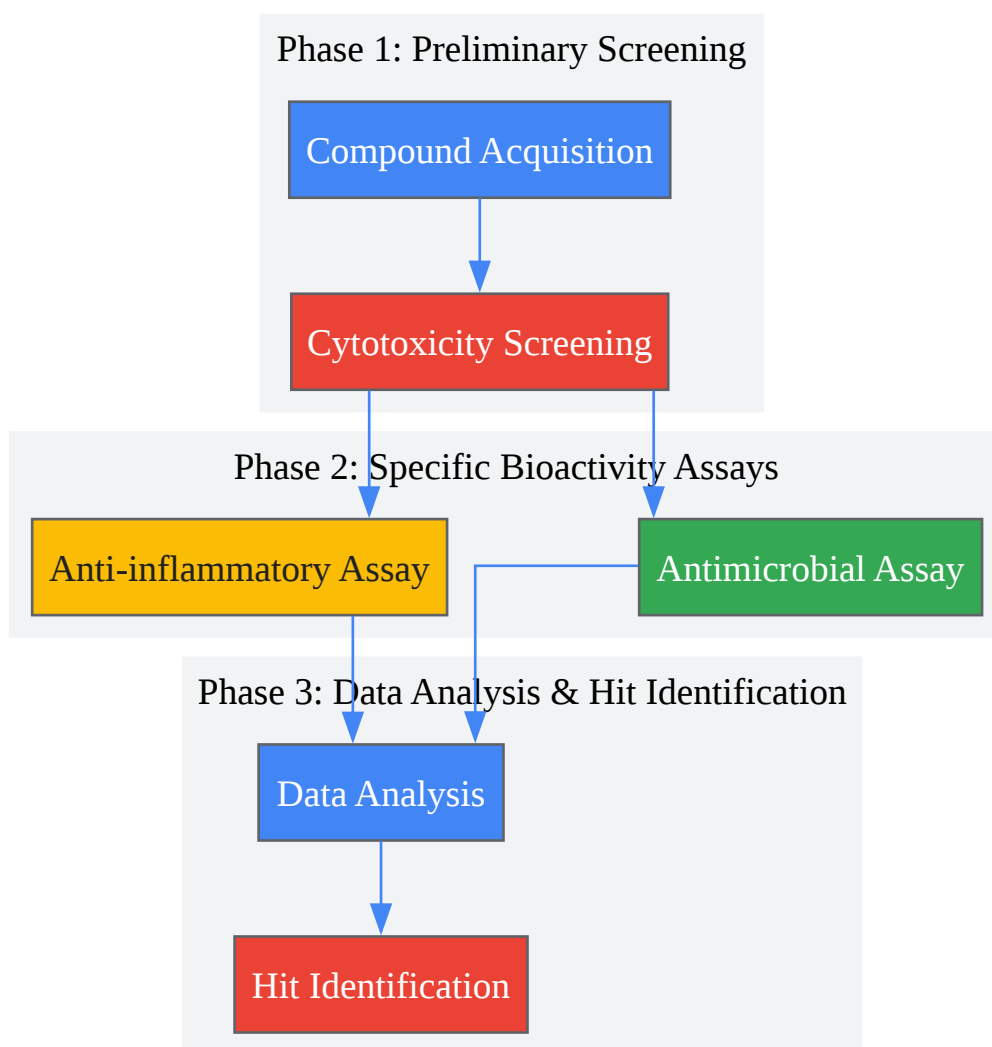 Phase 1: Preliminary Screening
Compound Acquisition
Cytotoxicity Screening
Phase 2: Specific Bioactivity Assays
Anti-inflammatory Assay
Antimicrobial Assay
Phase 3: Data Analysis & Hit Identification
Data Analysis
Hit Identification